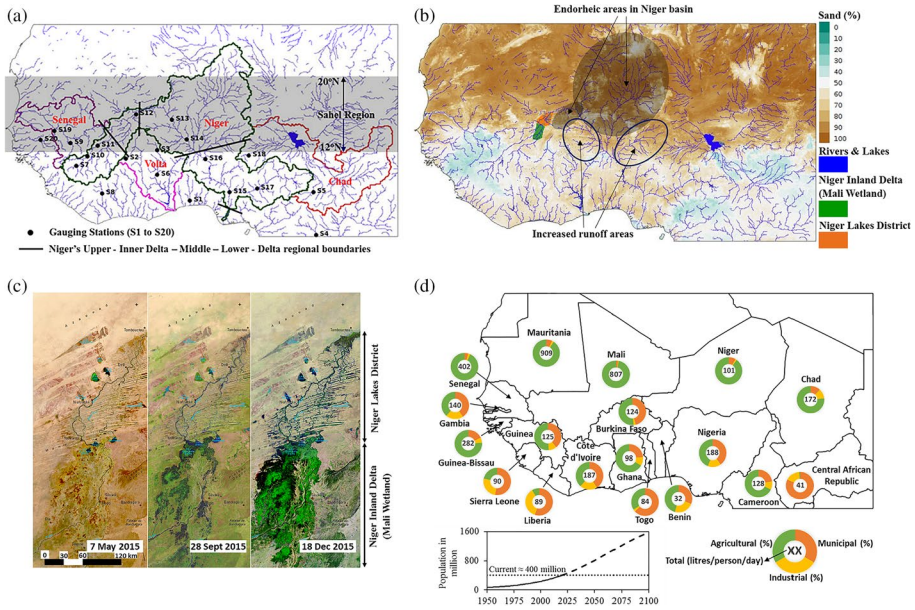 (a)
20°N
Sahel Region
12°N
Senegal
Niger
Volta
Chad
S12
S13
S19
S20
S9
S14
S11
S10
S2
S3
S16
S18
S7
S6
S8
S15
S17
S5
S1
S4
Gauging Stations (S1 to S20)
Niger's Upper - Inner Delta – Middle – Lower - Delta regional boundaries
(b)
Endorheic areas in Niger basin
Increased runoff areas
Sand (%)
0
10
20
30
40
50
60
70
80
90
100
Rivers & Lakes
Niger Inland Delta
(Mali Wetland)
Niger Lakes District
(c)
7 May 2015
28 Sept 2015
18 Dec 2015
0 30 60 120 km
Niger Lakes District
Niger Inland Delta
(Mali Wetland)
(d)
Mauritania
909
Mali
807
Niger
101
Chad
172
402
Senegal
140
Gambia
282
Guinea-Bissau
Guinea
125
90
Sierra Leone
89
Liberia
Côte
d'Ivoire
187
124
Burkina Faso
98
Ghana
84
Togo
32
Benin
Nigeria
188
128
Cameroon
Central African
Republic
41
Population in
million
1600
800
0
Current ≈ 400 million
1950 1975 2000 2025 2050 2075 2100
Agricultural (%)
Municipal (%)
XX
Total (litres/person/day)
Industrial (%)